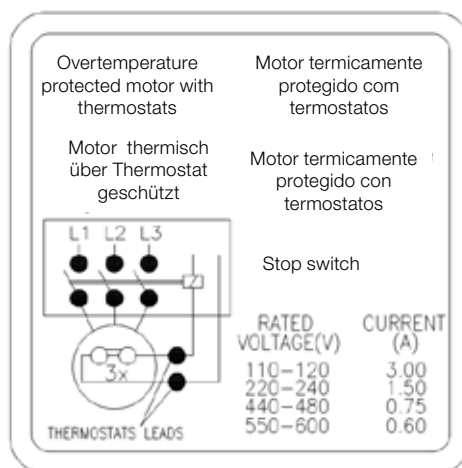 Overtemperature
protected motor with
thermostats
Motor termicamente
protegido com
termostatos
Motor thermisch
über Thermostat
geschützt
Motor termicamente
protegido con
termostatos
L1 L2 L3
Stop switch
3x
THERMOSTATS LEADS
RATED CURRENT
VOLTAGE(V) (A)
110-120 3.00
220-240 1.50
440-480 0.75
550-600 0.60